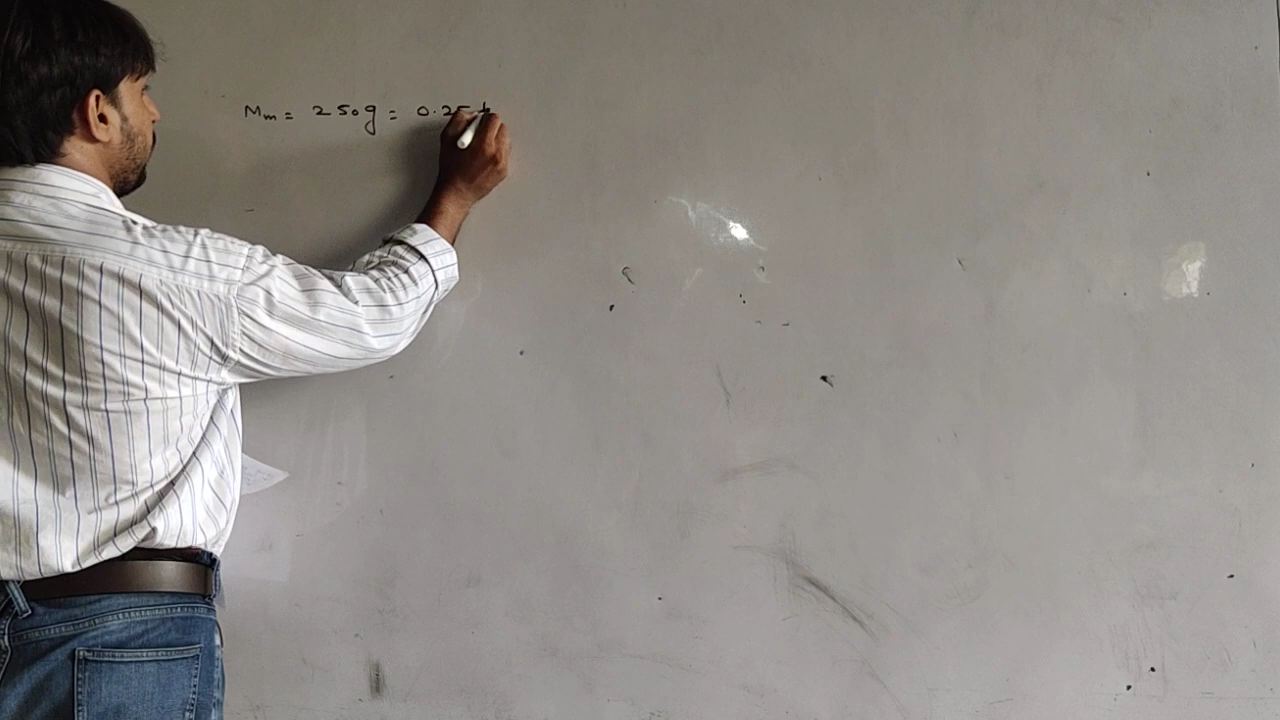 Mm = 250g = 0.25 k